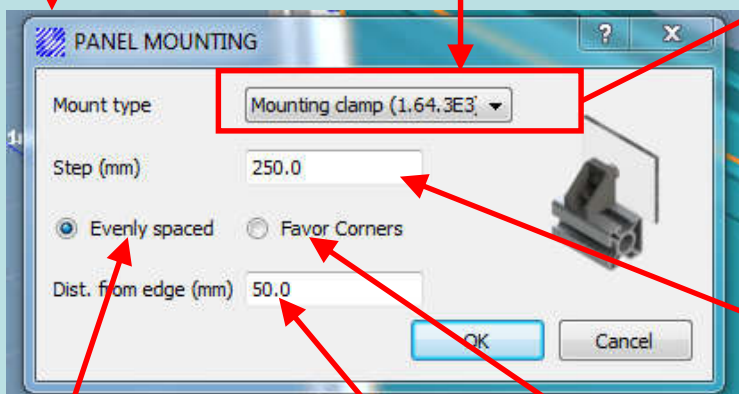 PANEL MOUNTING
Mount type Mounting clamp (1.64.3E3)
Step (mm) 250.0
Evenly spaced Favor Corners
Dist. from edge (mm) 50.0
OK Cancel